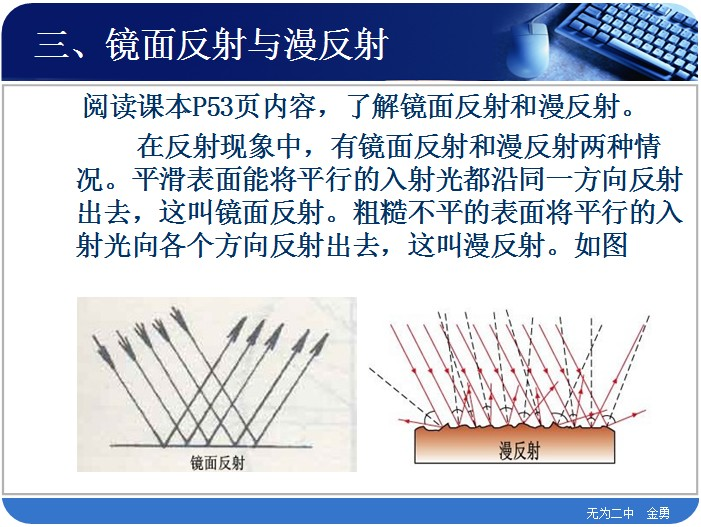 三、镜面反射与漫反射
阅读课本P53页内容，了解镜面反射和漫反射。
在反射现象中，有镜面反射和漫反射两种情
况。平滑表面能将平行的入射光都沿同一方向反射
出去，这叫镜面反射。粗糙不平的表面将平行的入
射光向各个方向反射出去，这叫漫反射。如图
镜面反射
漫反射
无为二中 金勇